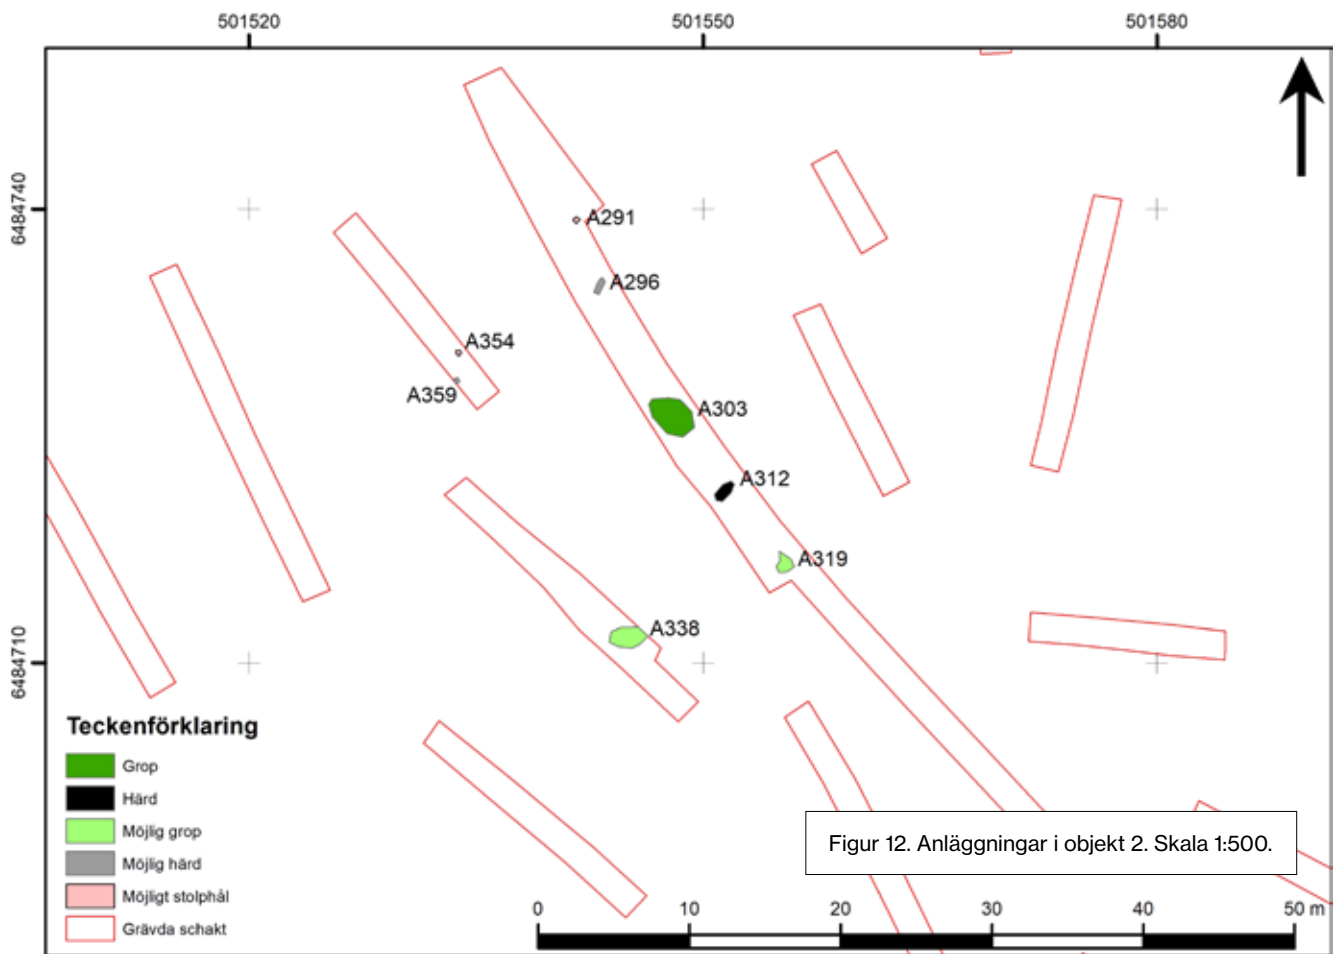 501520 501550 501580
6484740
A291
A296
A354
A359
A303
A312
A319
A338
6484710
Teckenförklaring
Grop
Härd
Möjlig grop
Möjlig härd
Möjligt stolphål
Grävda schakt
Figur 12. Anläggningar i objekt 2. Skala 1:500.
0 10 20 30 40 50 m